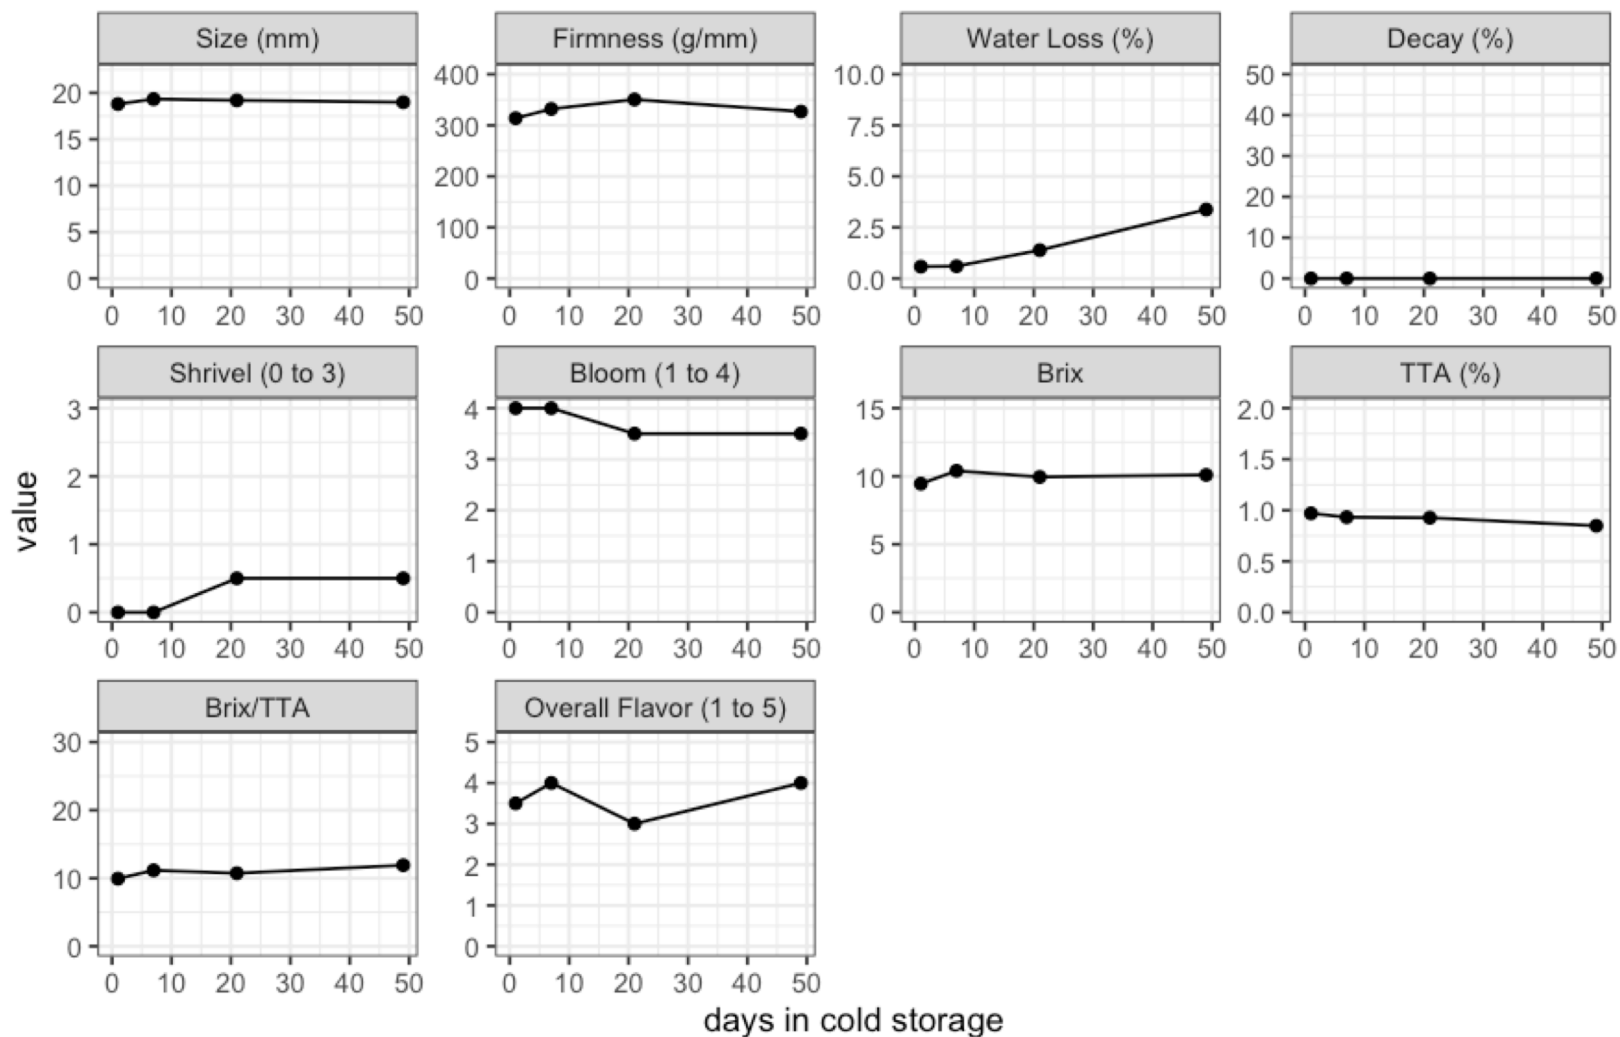 Size (mm) Firmness (g/mm) Water Loss (%) Decay (%)
20 15 10 5 0
400 300 200 100 0
10.0 7.5 5.0 2.5 0.0
50 40 30 20 10 0
0 10 20 30 40 50 0 10 20 30 40 50 0 10 20 30 40 50 0 10 20 30 40 50
Shrivel (0 to 3) Bloom (1 to 4) Brix TTA (%)
value
3 2 1 0
4 3 2 1 0
15 10 5 0
2.0 1.5 1.0 0.5 0.0
0 10 20 30 40 50 0 10 20 30 40 50 0 10 20 30 40 50 0 10 20 30 40 50
Brix/TTA Overall Flavor (1 to 5)
30 20 10 0
5 4 3 2 1 0
0 10 20 30 40 50 0 10 20 30 40 50
days in cold storage